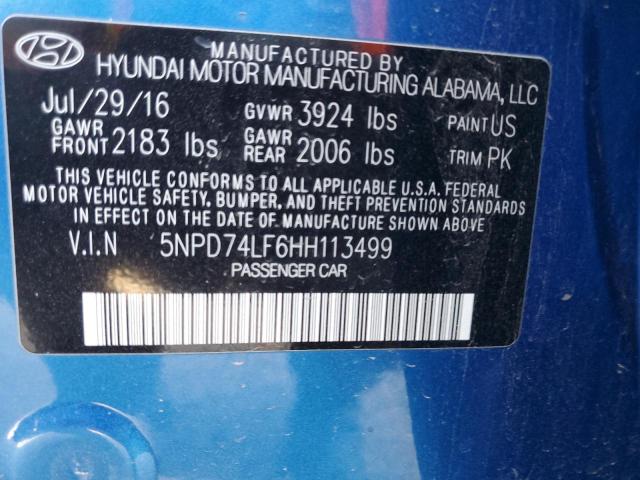 MANUFACTURED BY
HYUNDAI MOTOR MANUFACTURING ALABAMA, LLC
Jul/29/16 GVWR 3924 lbs PAINT US
GAWR FRONT 2183 lbs GAWR REAR 2006 lbs TRIM PK
THIS VEHICLE CONFORMS TO ALL APPLICABLE U.S.A. FEDERAL
MOTOR VEHICLE SAFETY, BUMPER, AND THEFT PREVENTION STANDARDS
IN EFFECT ON THE DATE OF MANUFACTURE SHOWN ABOVE
V.I.N 5NPD74LF6HH113499
PASSENGER CAR